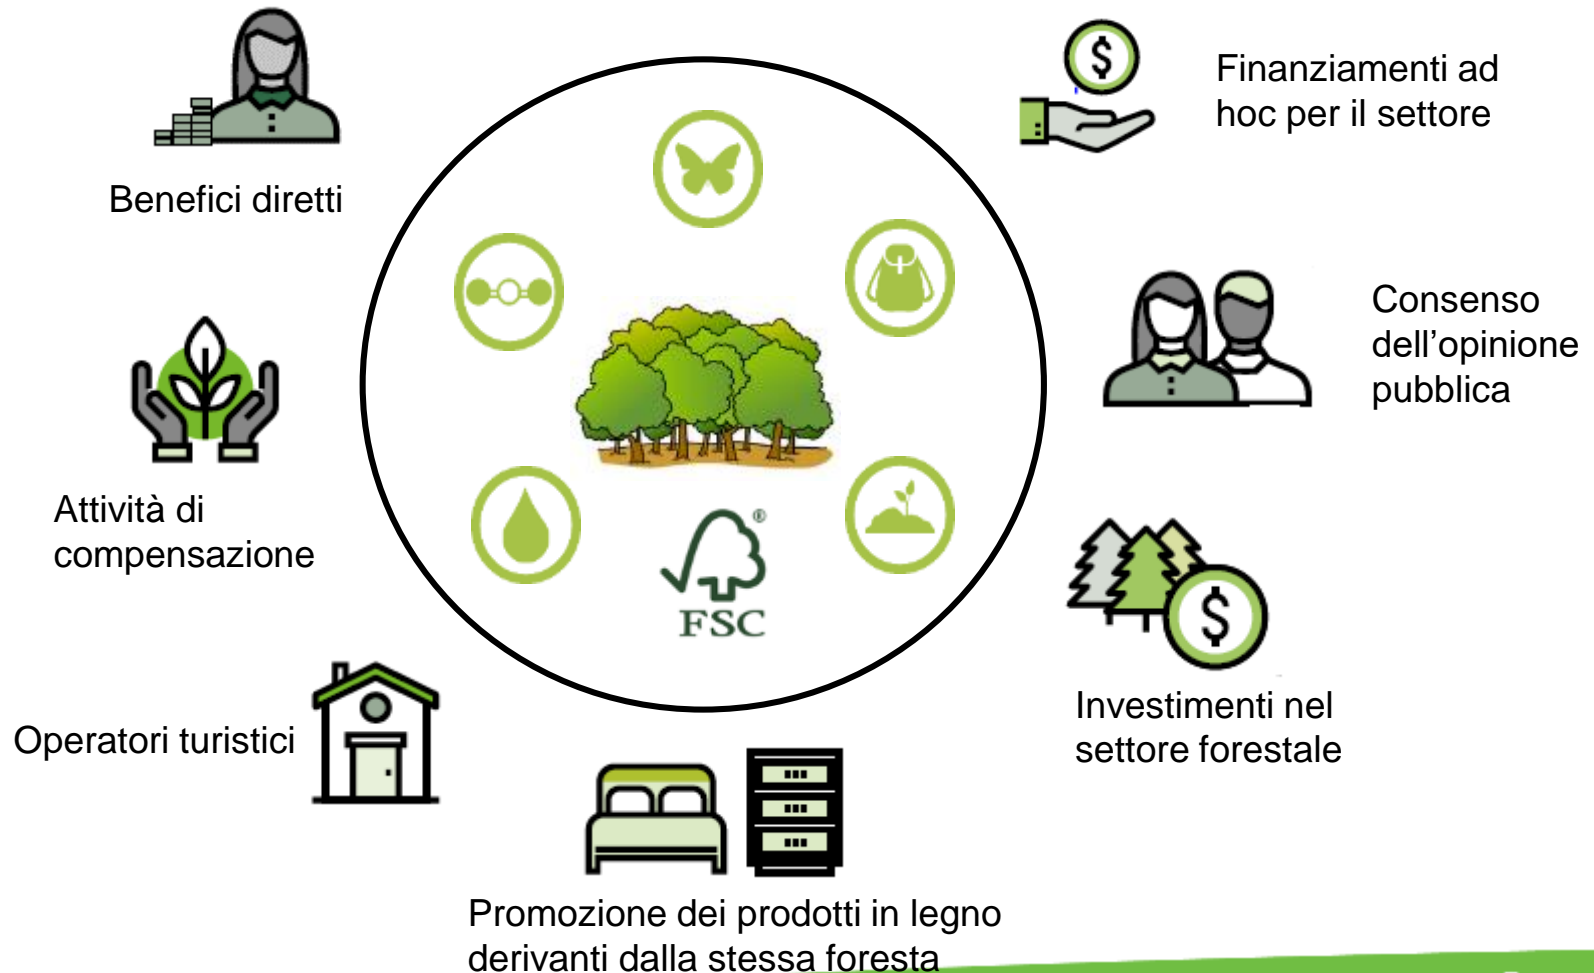 Benefici diretti
Finanziamenti ad
hoc per il settore
Consenso
dell’opinione
pubblica
Attività di
compensazione
®
FSC
Investimenti nel
settore forestale
Operatori turistici
Promozione dei prodotti in legno
derivanti dalla stessa foresta
$
$